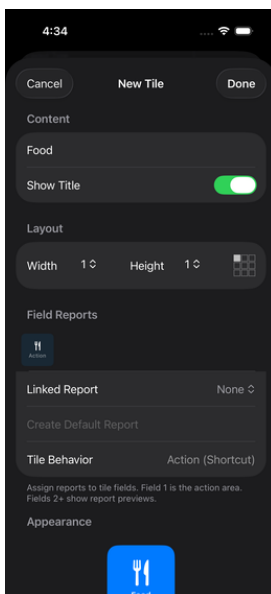 4:34
Cancel New Tile Done
Content
Food
Show Title
Layout
Width 1 Height 1
Field Reports
Action
Linked Report None
Create Default Report
Tile Behavior Action (Shortcut)
Assign reports to tile fields. Field 1 is the action area.
Fields 2+ show report previews.
Appearance
Food